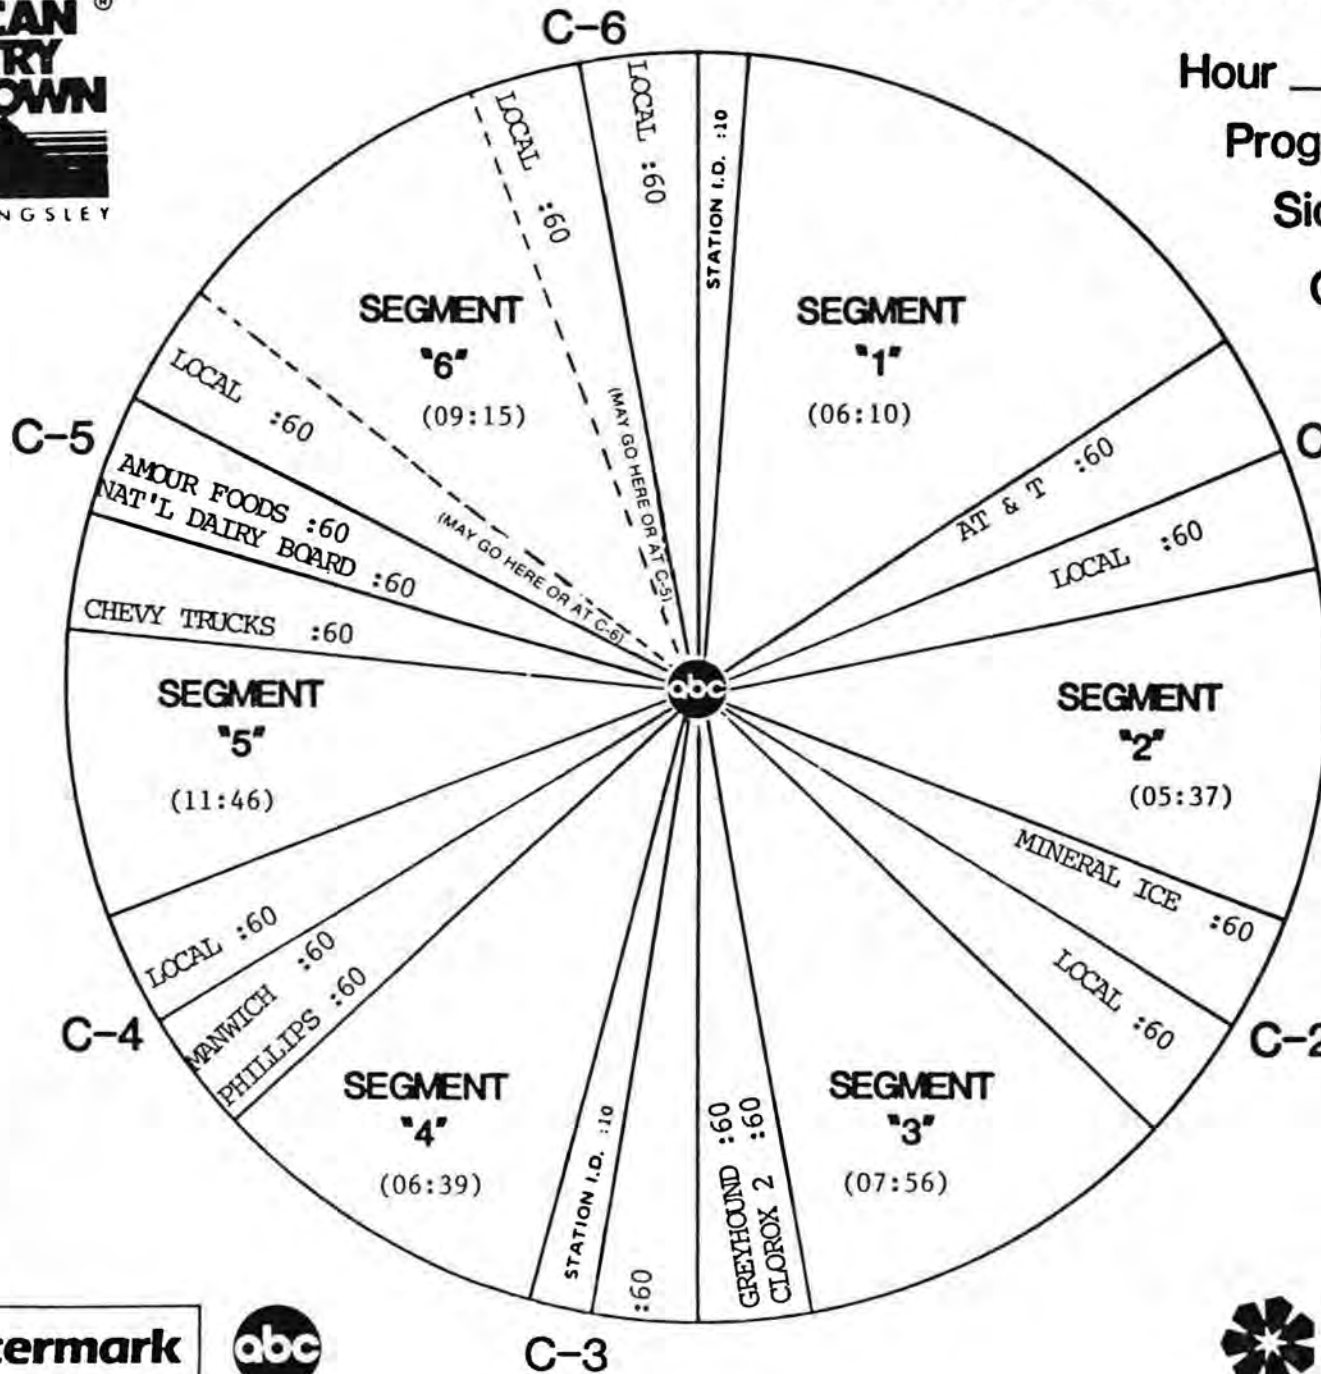 C-6
Hour
NGSLEY
STATION I.D. :10
SEGMENT
"1"
(06:10)
AT & T :60
LOCAL :60
SEGMENT
"2"
(05:37)
MINERAL ICE :60
LOCAL :60
C-2
SEGMENT
"3"
(07:56)
GREYHOUND :60
CLOROX 2 :60
:60
C-3
STATION I.D. :10
SEGMENT
"4"
(06:39)
PHILLIPS :60
MANWICH :60
C-4
LOCAL :60
SEGMENT
"5"
(11:46)
CHEVY TRUCKS :60
NAT'L DAIRY BOARD :60
AMOUR FOODS :60
C-5
LOCAL :60
(MAY GO HERE OR AT C-6)
SEGMENT
"6"
(09:15)
LOCAL :60
(MAY GO HERE OR AT C-5)
LOCAL :60
abc
termark
abc